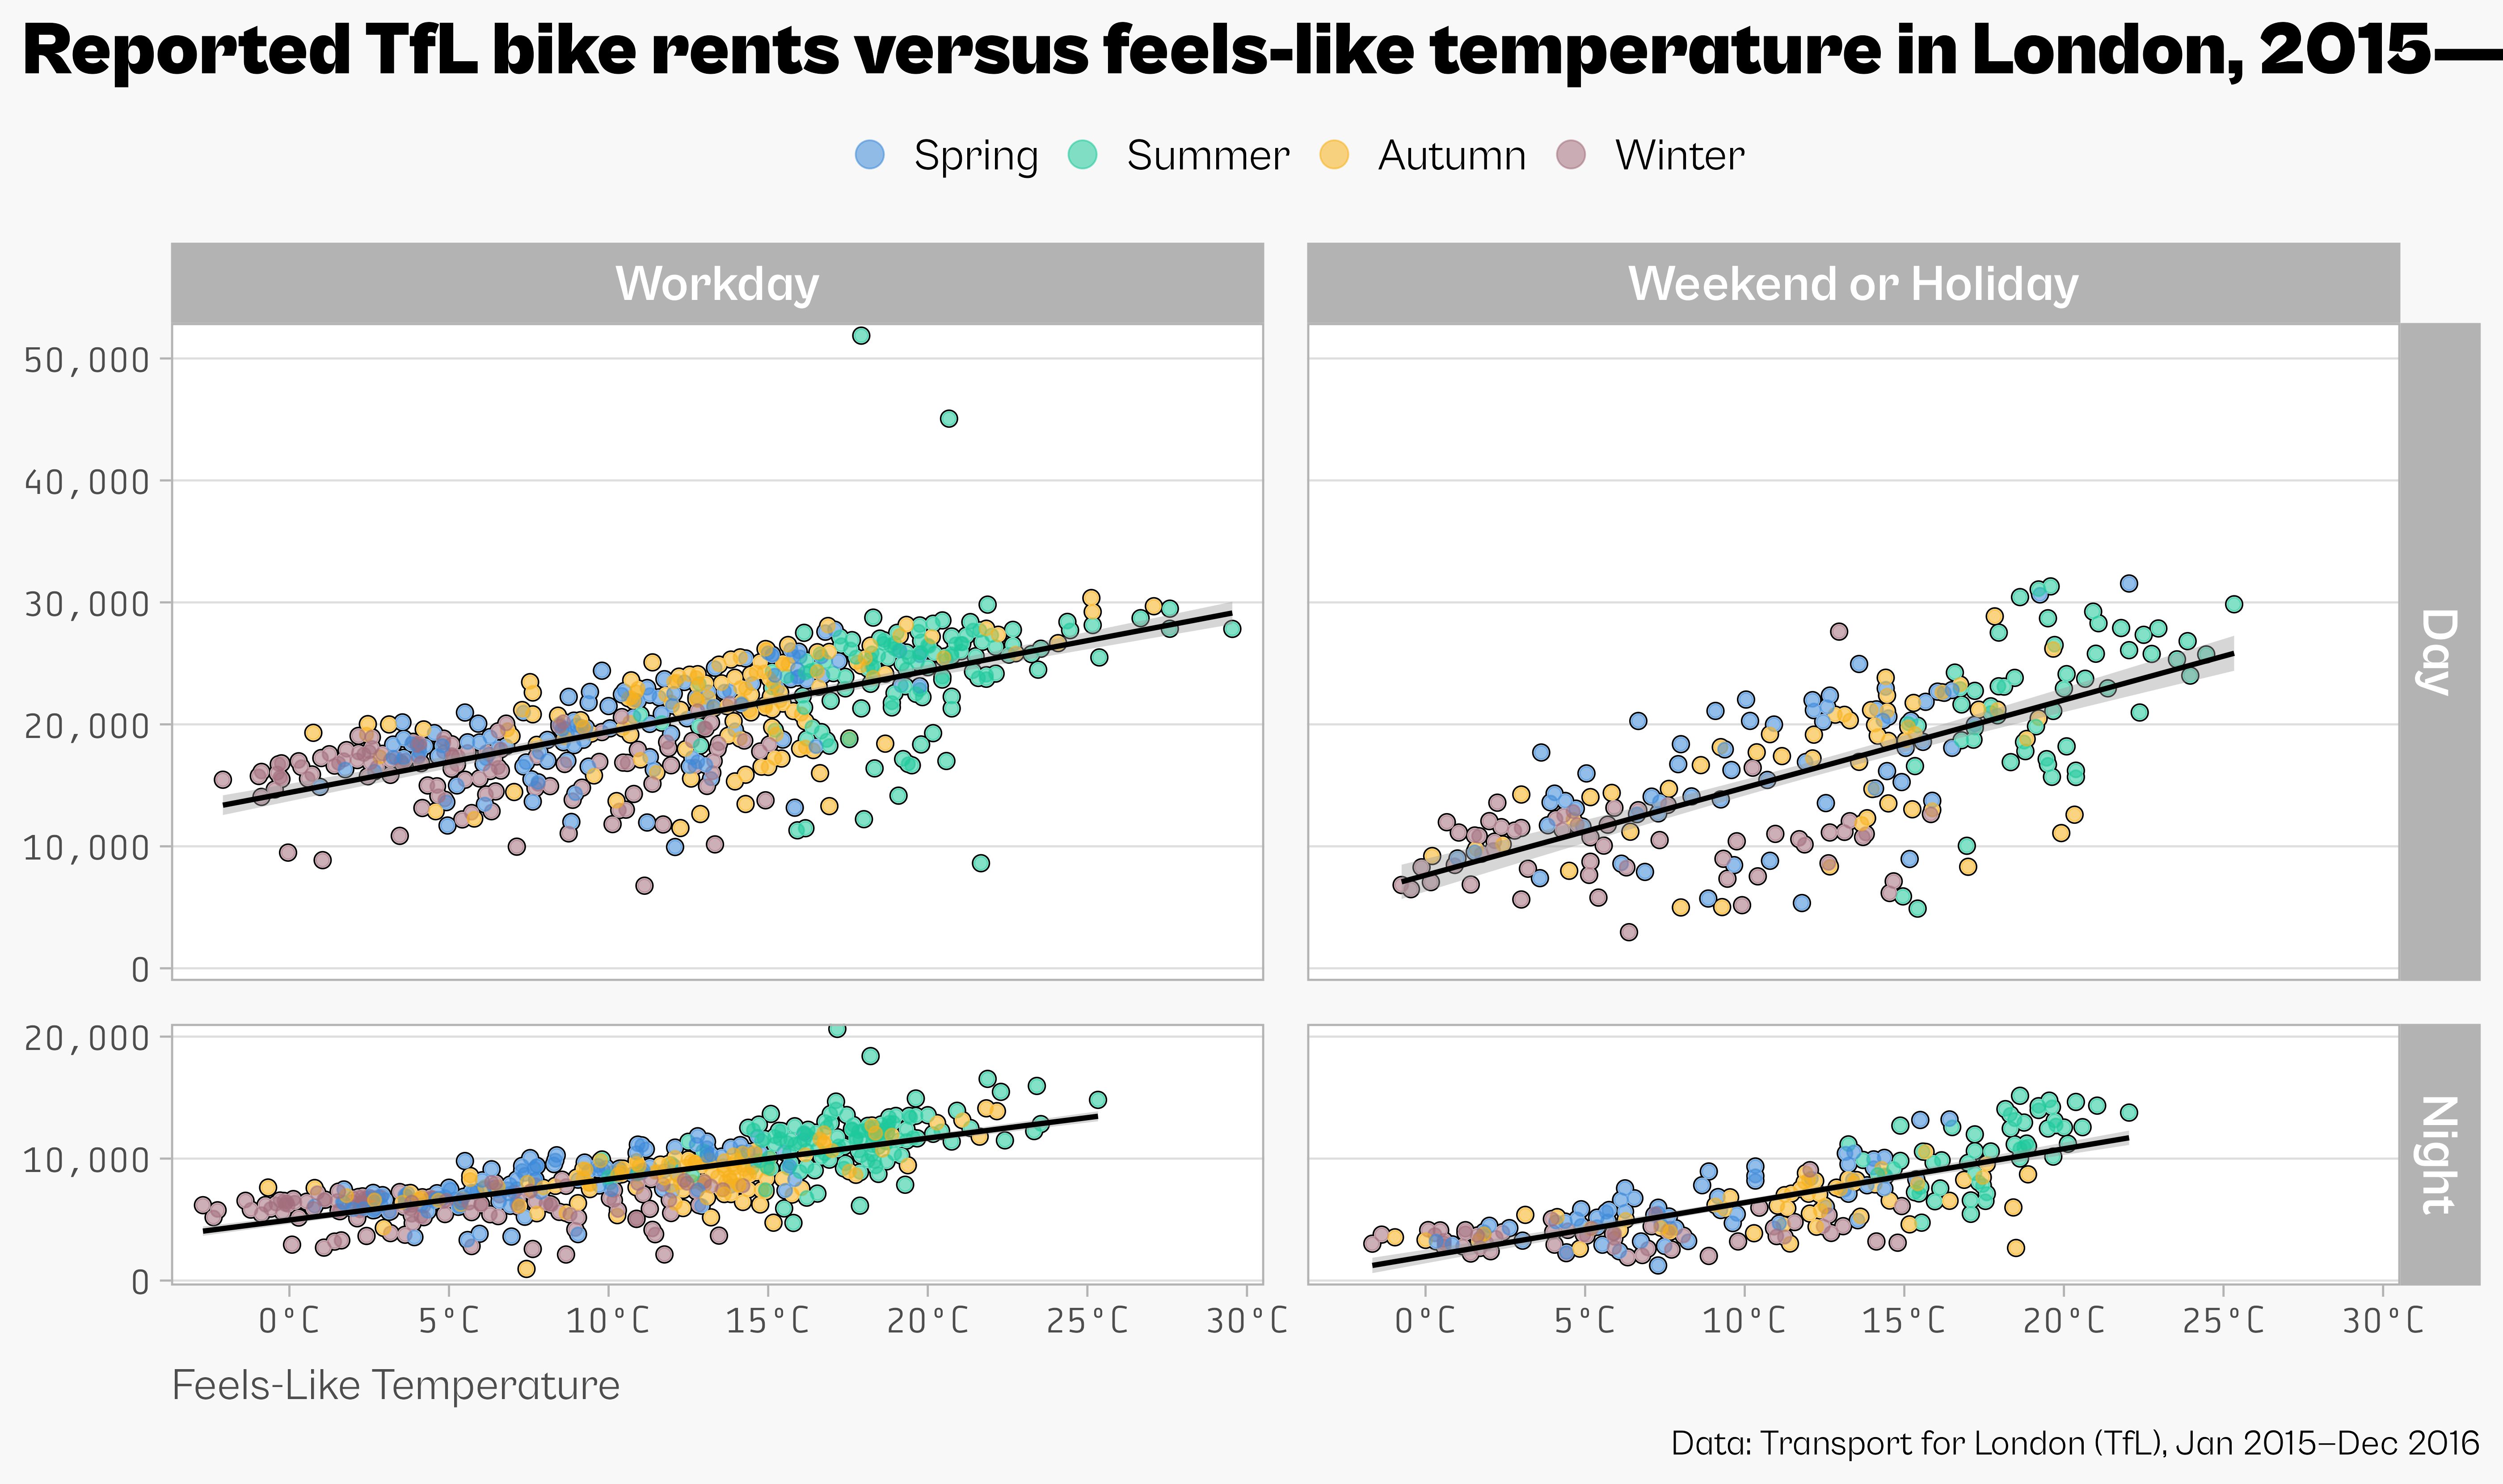 Reported TfL bike rents versus feels-like temperature in London, 2015—
Spring Summer Autumn Winter
Workday Weekend or Holiday
50,000
40,000
30,000
20,000
10,000
0
Day
20,000
10,000
0
Night
0°C 5°C 10°C 15°C 20°C 25°C 30°C 0°C 5°C 10°C 15°C 20°C 25°C 30°C
Feels-Like Temperature
Data: Transport for London (TfL), Jan 2015–Dec 2016